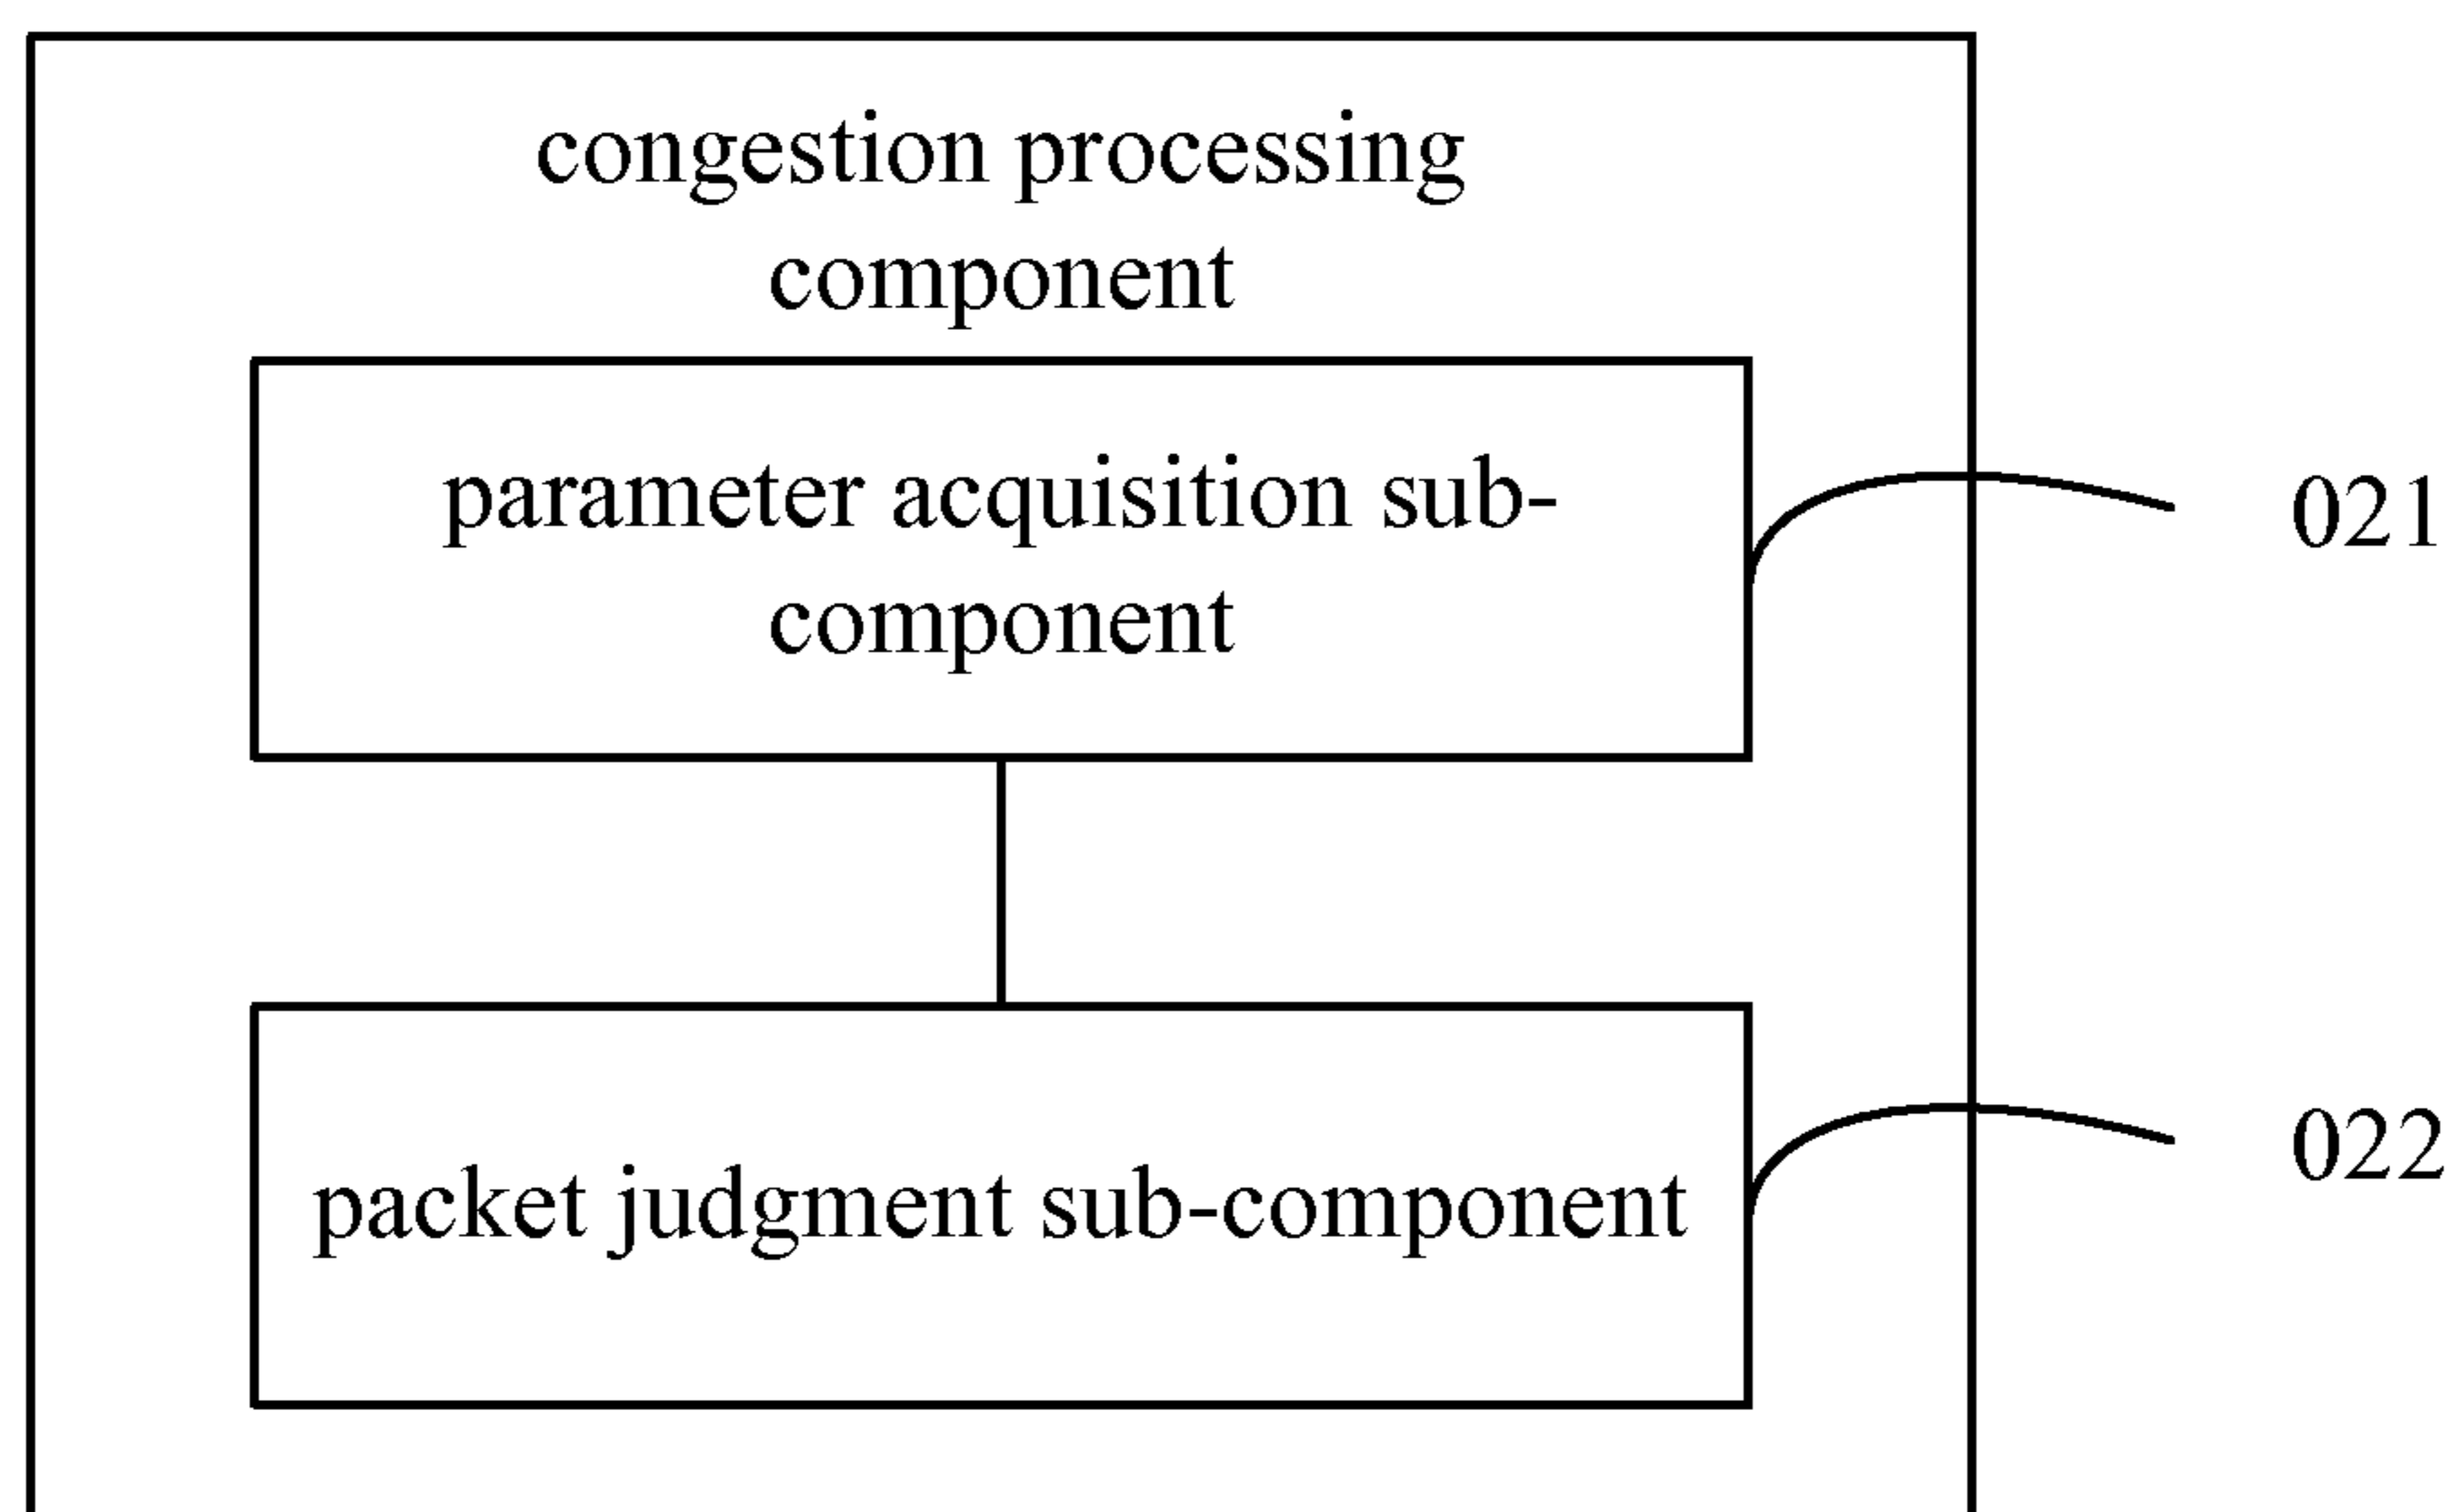 congestion processing
component
parameter acquisition sub-
component
021
packet judgment sub-component
022